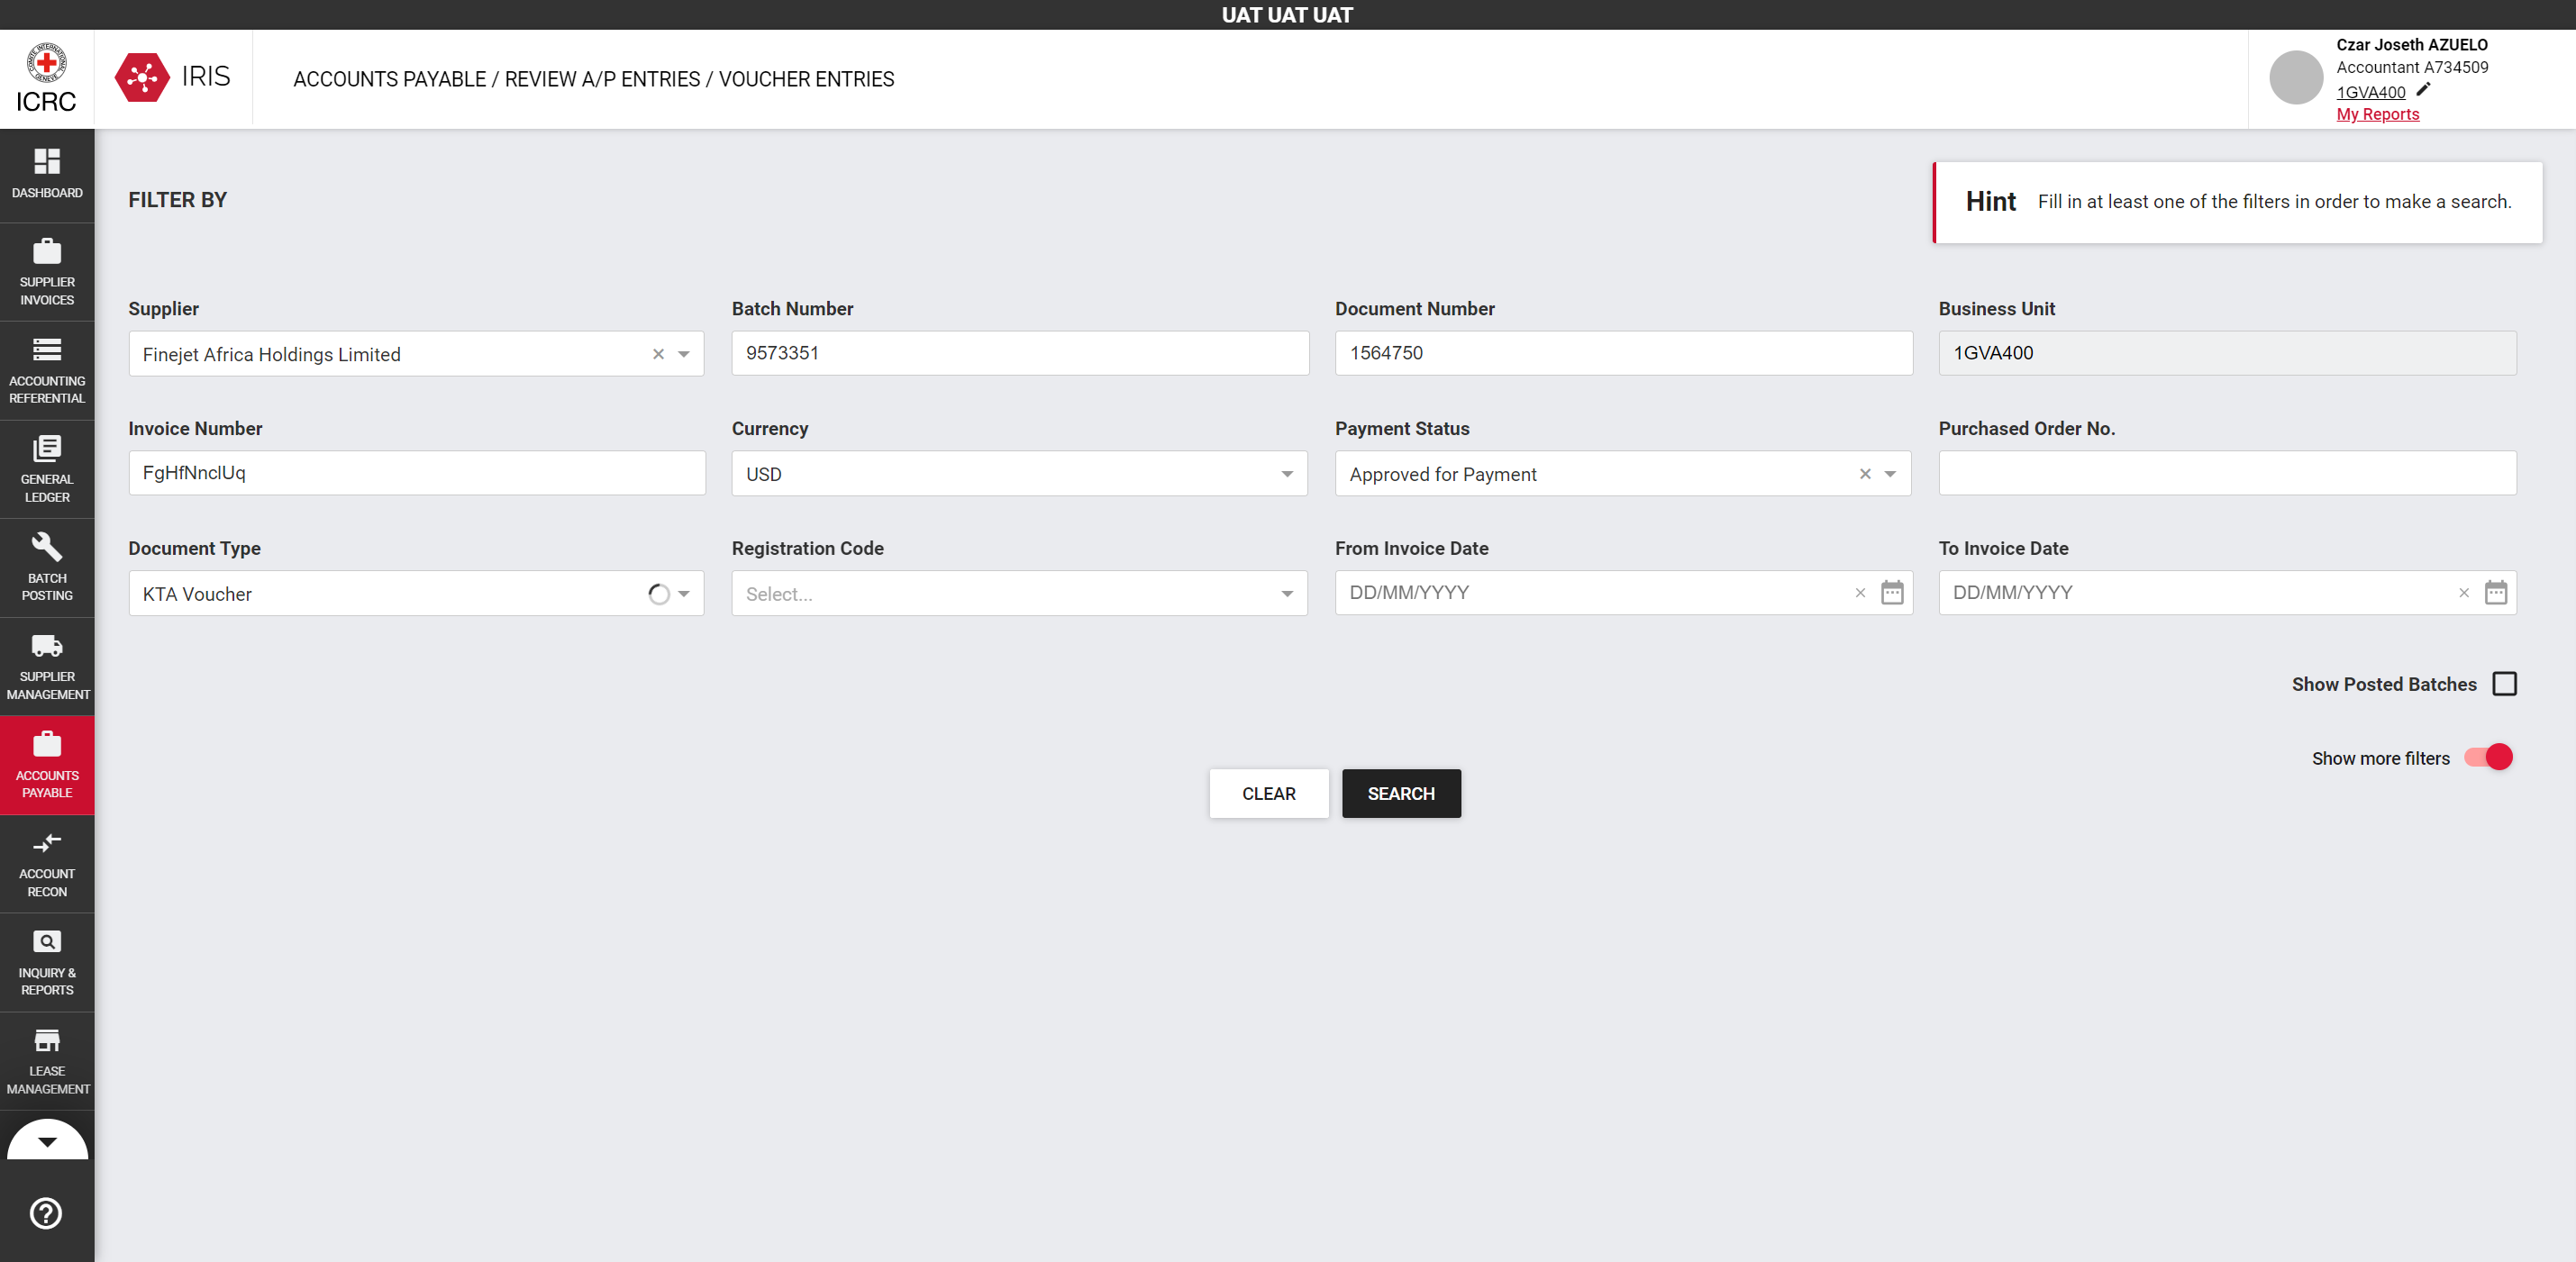 UAT UAT UAT
ICRC
IRIS
ACCOUNTS PAYABLE / REVIEW A/P ENTRIES / VOUCHER ENTRIES
Czar Joseth AZUELO
Accountant A734509
1GVA400
My Reports
DASHBOARD
SUPPLIER
INVOICES
ACCOUNTING
REFERENTIAL
GENERAL
LEDGER
BATCH
POSTING
SUPPLIER
MANAGEMENT
ACCOUNTS
PAYABLE
ACCOUNT
RECON
INQUIRY &
REPORTS
LEASE
MANAGEMENT
FILTER BY
Hint Fill in at least one of the filters in order to make a search.
Supplier
Finejet Africa Holdings Limited
Batch Number
9573351
Document Number
1564750
Business Unit
1GVA400
Invoice Number
FgHfNnclUq
Currency
USD
Payment Status
Approved for Payment
Purchased Order No.
Document Type
KTA Voucher
Registration Code
Select...
From Invoice Date
DD/MM/YYYY
To Invoice Date
DD/MM/YYYY
Show Posted Batches
Show more filters
CLEAR
SEARCH